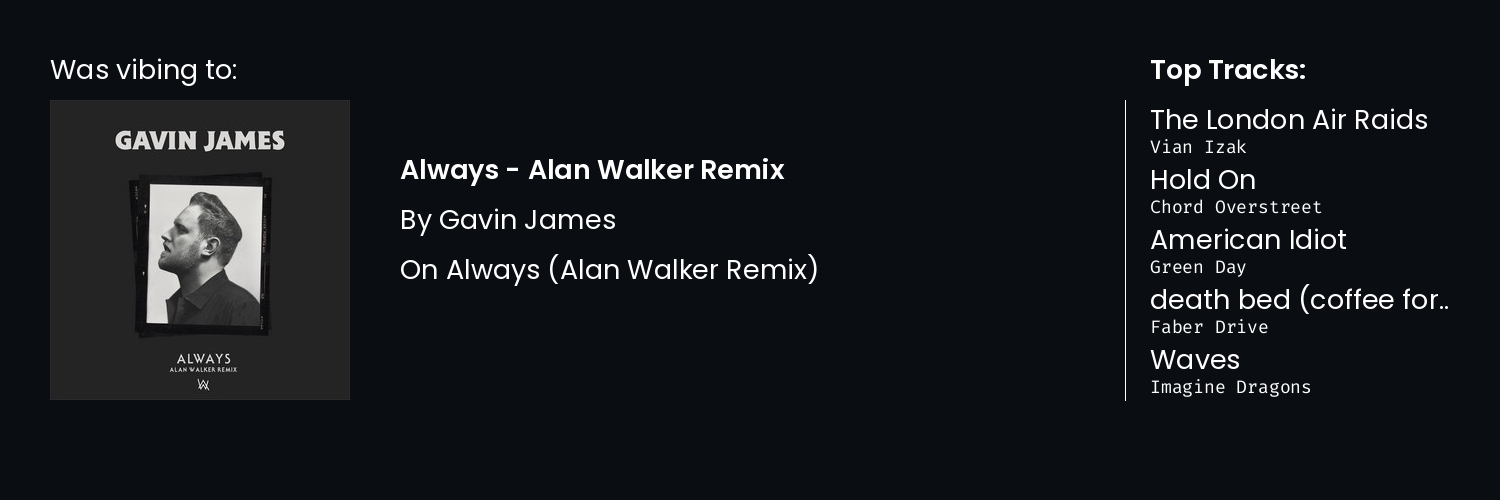 Was vibing to:
GAVIN JAMES
ALWAYS
ALAN WALKER REMIX
Always - Alan Walker Remix
By Gavin James
On Always (Alan Walker Remix)
Top Tracks:
The London Air Raids
Vian Izak
Hold On
Chord Overstreet
American Idiot
Green Day
death bed (coffee for..
Faber Drive
Waves
Imagine Dragons